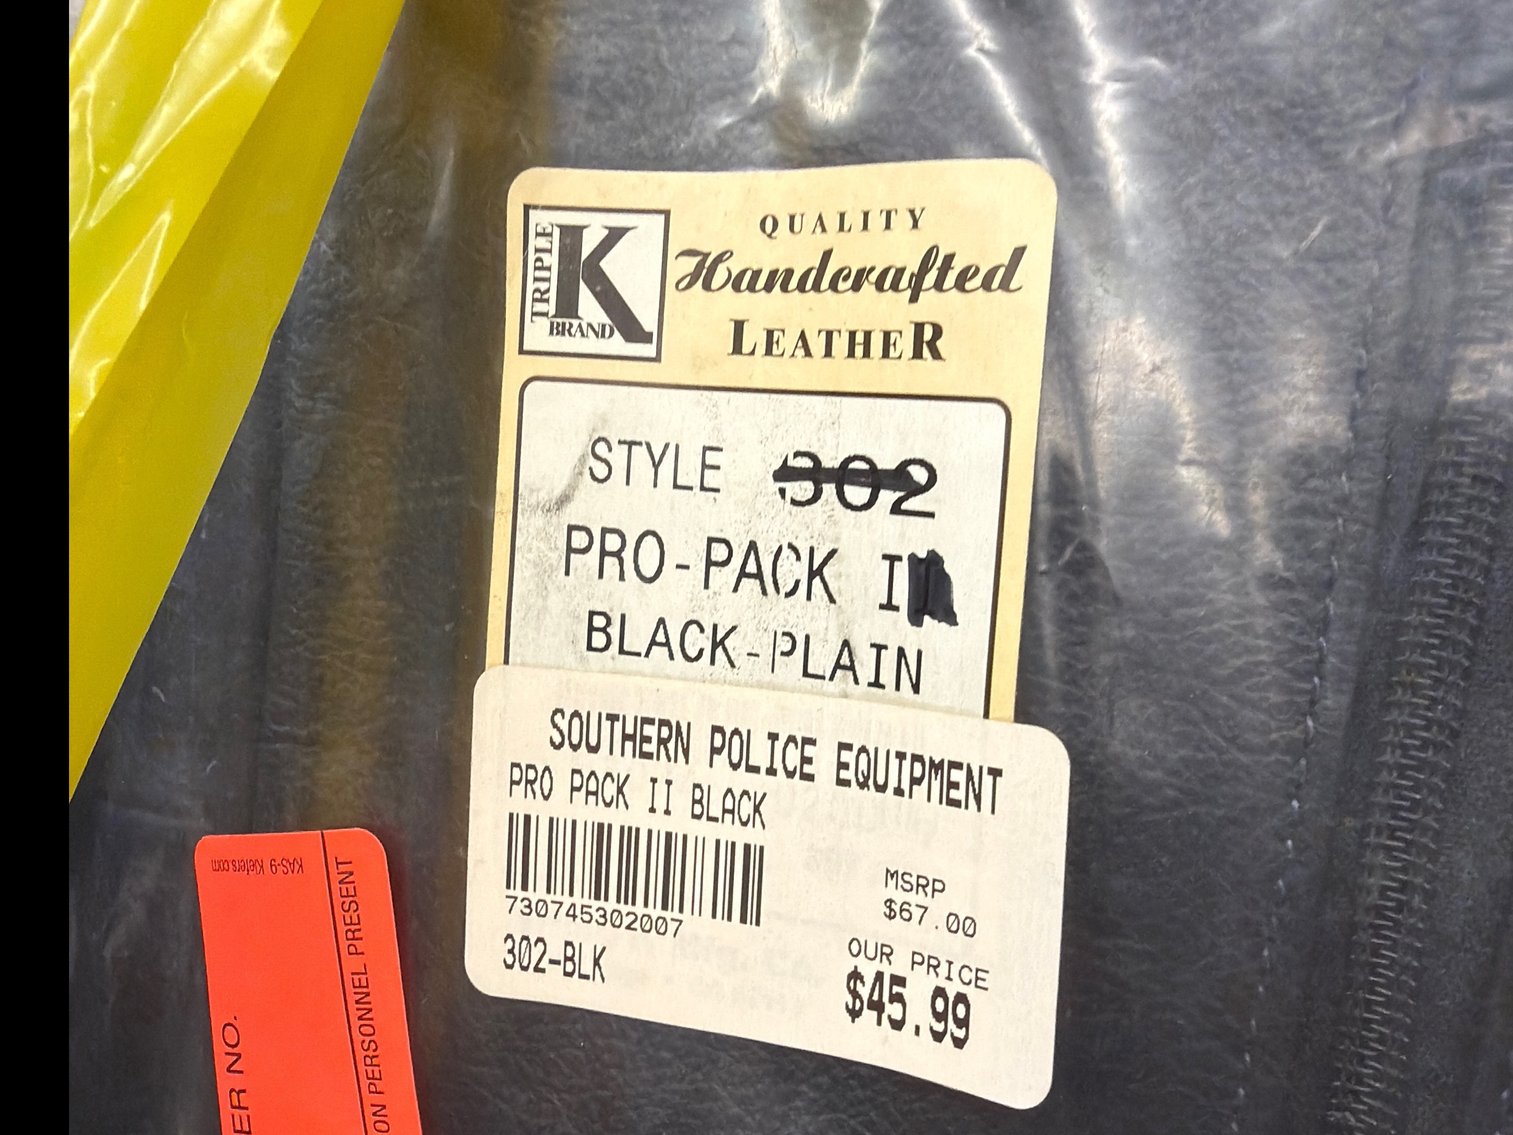 TRIPLE
K
BRAND
QUALITY
Handcrafted
LEATHER
STYLE 302
PRO-PACK I
BLACK-PLAIN
SOUTHERN POLICE EQUIPMENT
PRO PACK II BLACK
730745302007
302-BLK
MSRP
$67.00
OUR PRICE
$45.99
KAS-9 Kiefers.com
ER NO.
ON PERSONNEL PRESENT